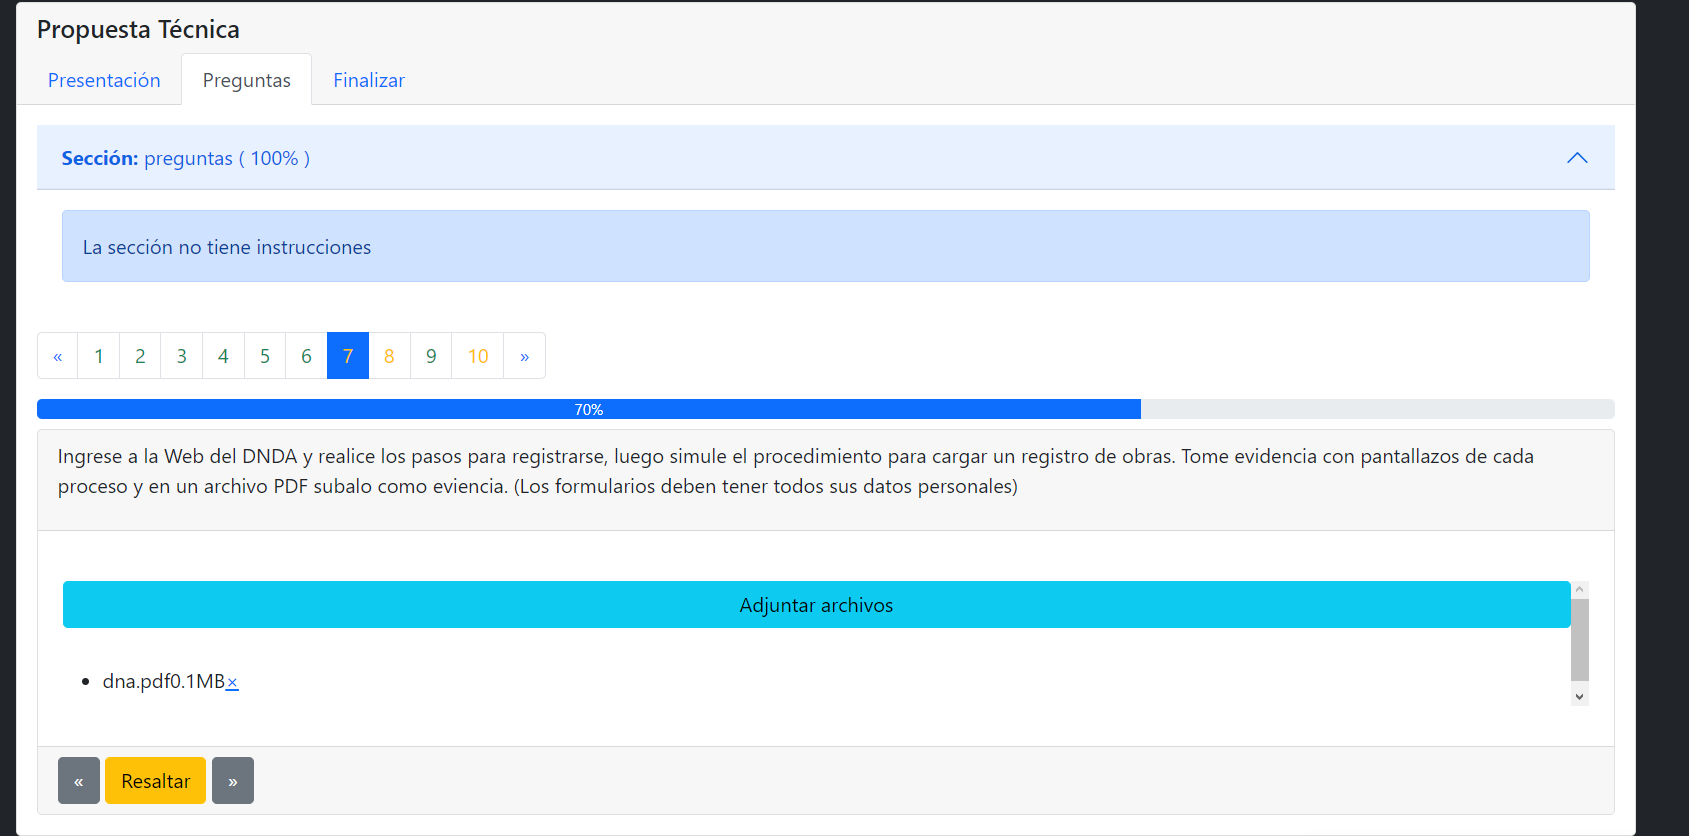 Propuesta Técnica
Presentación
Preguntas
Finalizar
Sección: preguntas ( 100% )
La sección no tiene instrucciones
« 1 2 3 4 5 6 7 8 9 10 »
70%
Ingrese a la Web del DNDA y realice los pasos para registrarse, luego simule el procedimiento para cargar un registro de obras. Tome evidencia con pantallazos de cada
proceso y en un archivo PDF subalo como eviencia. (Los formularios deben tener todos sus datos personales)
Adjuntar archivos
• dna.pdf0.1MB×
« Resaltar »